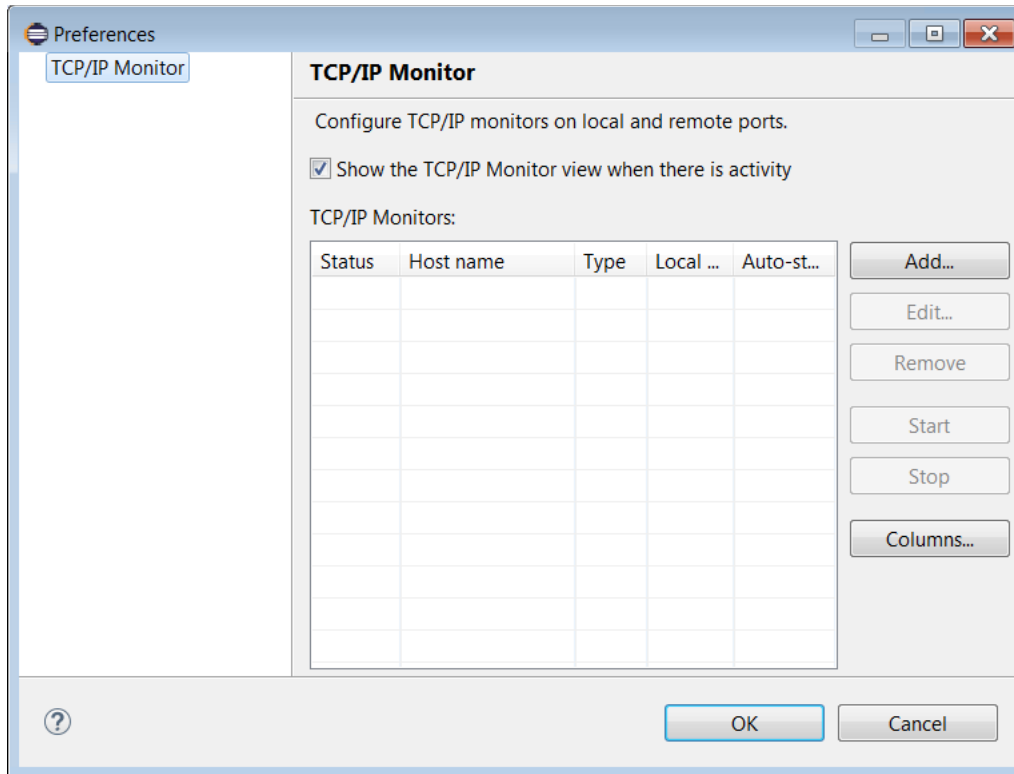 Preferences
TCP/IP Monitor
TCP/IP Monitor
Configure TCP/IP monitors on local and remote ports.
Show the TCP/IP Monitor view when there is activity
TCP/IP Monitors:
Status Host name Type Local ... Auto-st...
Add...
Edit...
Remove
Start
Stop
Columns...
?
OK Cancel